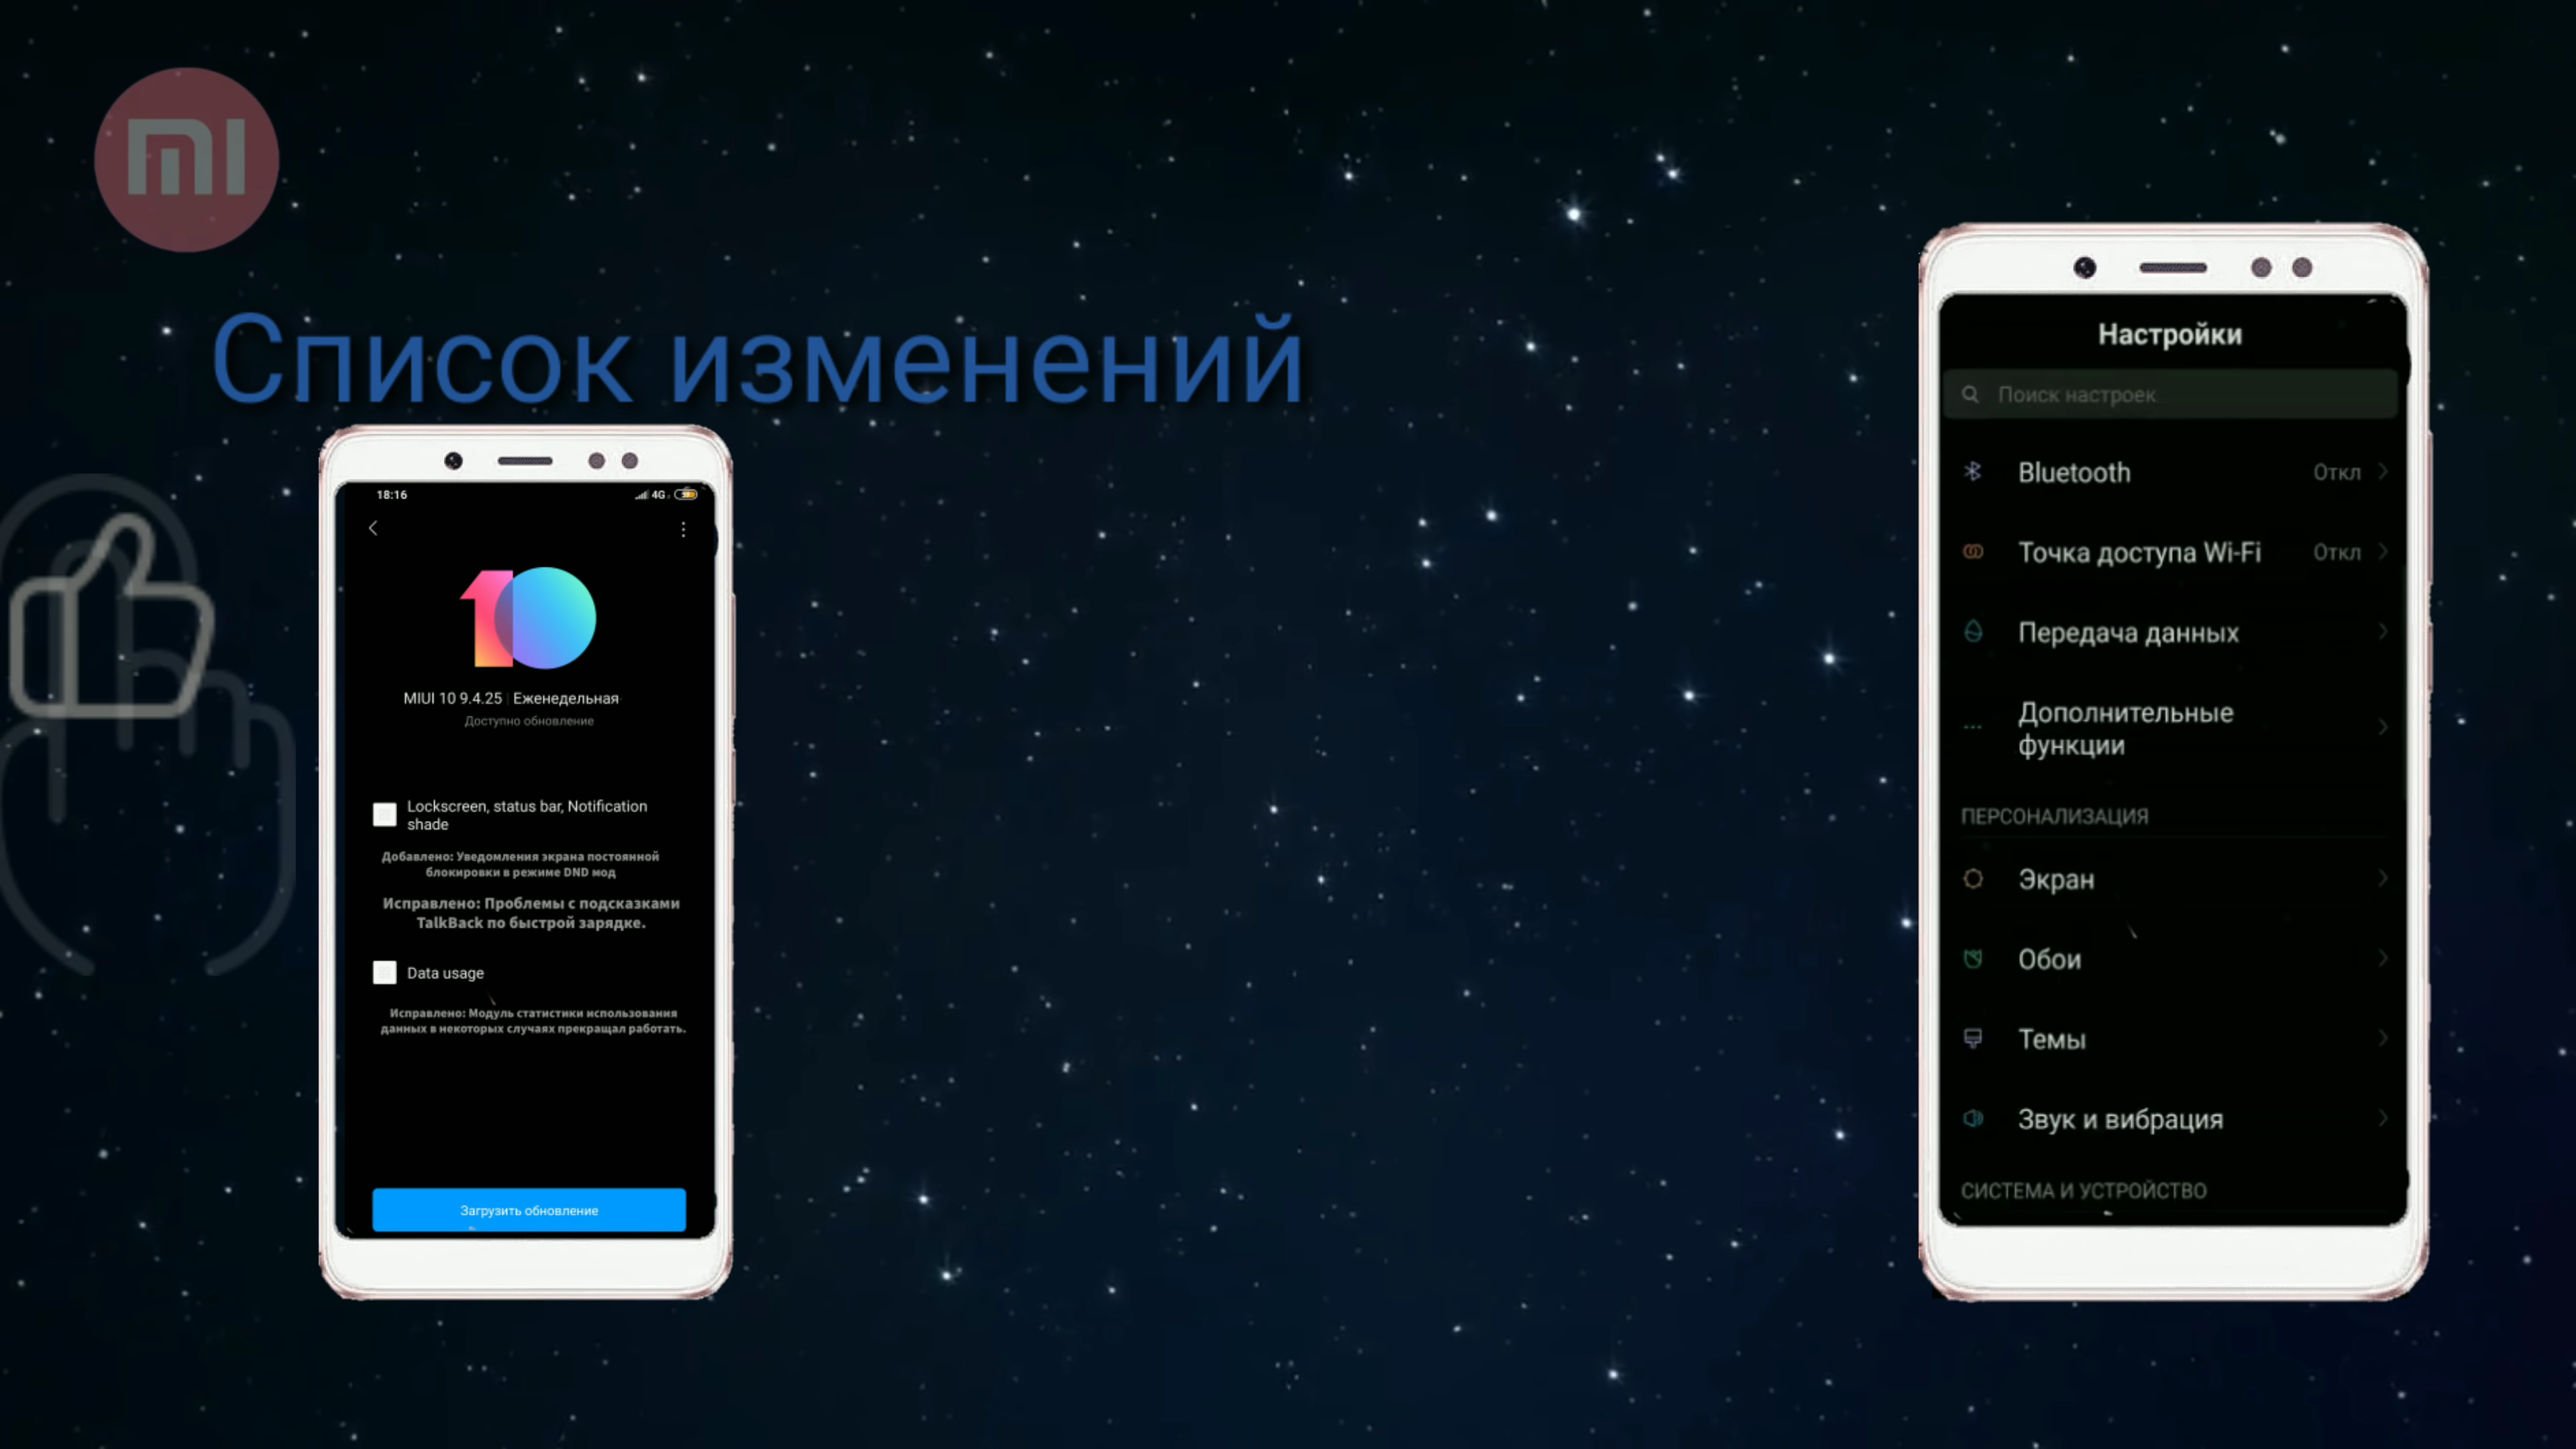 mi
Список изменений
18:16
4G
MIUI 10 9.4.25 | Еженедельная
Доступно обновление
Lockscreen, status bar, Notification
shade
Добавлено: Уведомления экрана постоянной
блокировки в режиме DND мод
Исправлено: Проблемы с подсказками
TalkBack по быстрой зарядке.
Data usage
Исправлено: Модуль статистики использования
данных в некоторых случаях прекращал работать.
Загрузить обновление
Настройки
Поиск настроек
Bluetooth Откл
Точка доступа Wi-Fi Откл
Передача данных
Дополнительные
функции
ПЕРСОНАЛИЗАЦИЯ
Экран
Обои
Темы
Звук и вибрация
СИСТЕМА И УСТРОЙСТВО